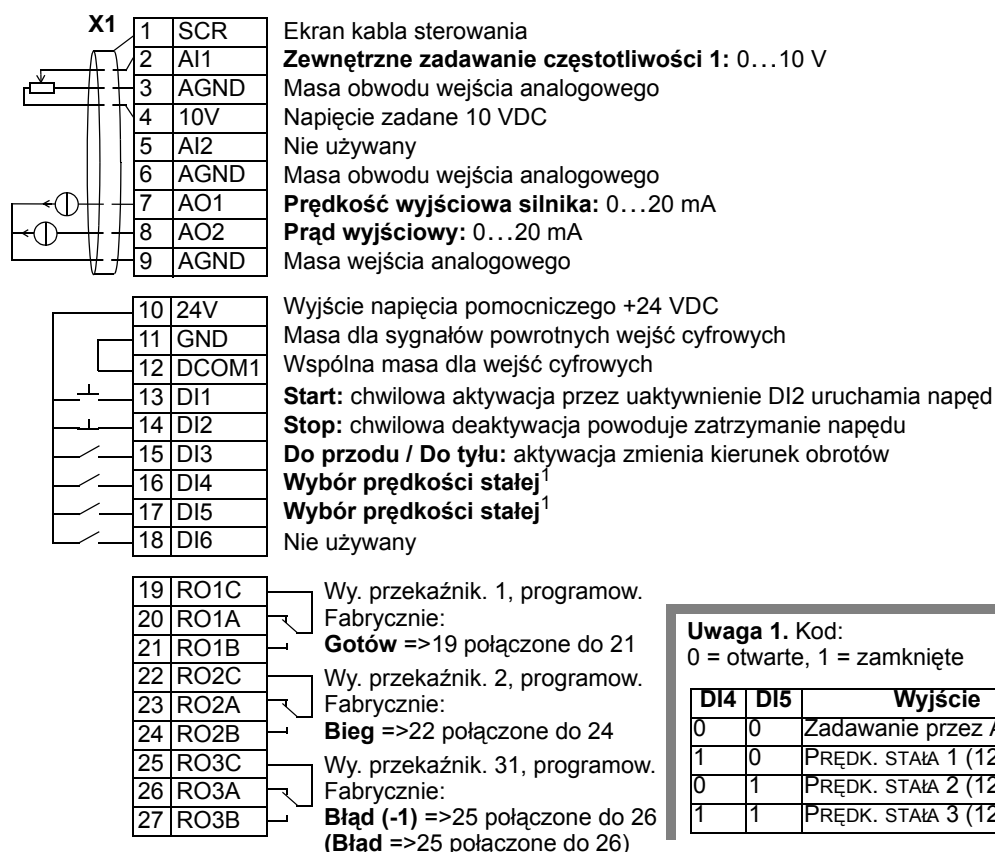 X1
1 SCR Ekran kabla sterowania
2 AI1 Zewnętrzne zadawanie częstotliwości 1: 0…10 V
3 AGND Masa obwodu wejścia analogowego
4 10V Napięcie zadane 10 VDC
5 AI2 Nie używany
6 AGND Masa obwodu wejścia analogowego
7 AO1 Prędkość wyjściowa silnika: 0…20 mA
8 AO2 Prąd wyjściowy: 0…20 mA
9 AGND Masa wejścia analogowego
10 24V Wyjście napięcia pomocniczego +24 VDC
11 GND Masa dla sygnałów powrotnych wejść cyfrowych
12 DCOM1 Wspólna masa dla wejść cyfrowych
13 DI1 Start: chwilowa aktywacja przez uaktywnienie DI2 uruchamia napęd
14 DI2 Stop: chwilowa deaktywacja powoduje zatrzymanie napędu
15 DI3 Do przodu / Do tyłu: aktywacja zmienia kierunek obrotów
16 DI4 Wybór prędkości stałej1
17 DI5 Wybór prędkości stałej1
18 DI6 Nie używany
19 RO1C Wy. przekaźnik. 1, programow.
20 RO1A Fabrycznie:
21 RO1B Gotów =>19 połączone do 21
22 RO2C Wy. przekaźnik. 2, programow.
23 RO2A Fabrycznie:
24 RO2B Bieg =>22 połączone do 24
25 RO3C Wy. przekaźnik. 31, programow.
26 RO3A Fabrycznie:
27 RO3B Błąd (-1) =>25 połączone do 26
(Błąd =>25 połączone do 26)
Uwaga 1. Kod:
0 = otwarte, 1 = zamknięte
DI4 DI5 Wyjście
0 0 Zadawanie przez
1 0 PRĘDK. STAŁA 1 (12
0 1 PRĘDK. STAŁA 2 (12
1 1 PRĘDK. STAŁA 3 (12